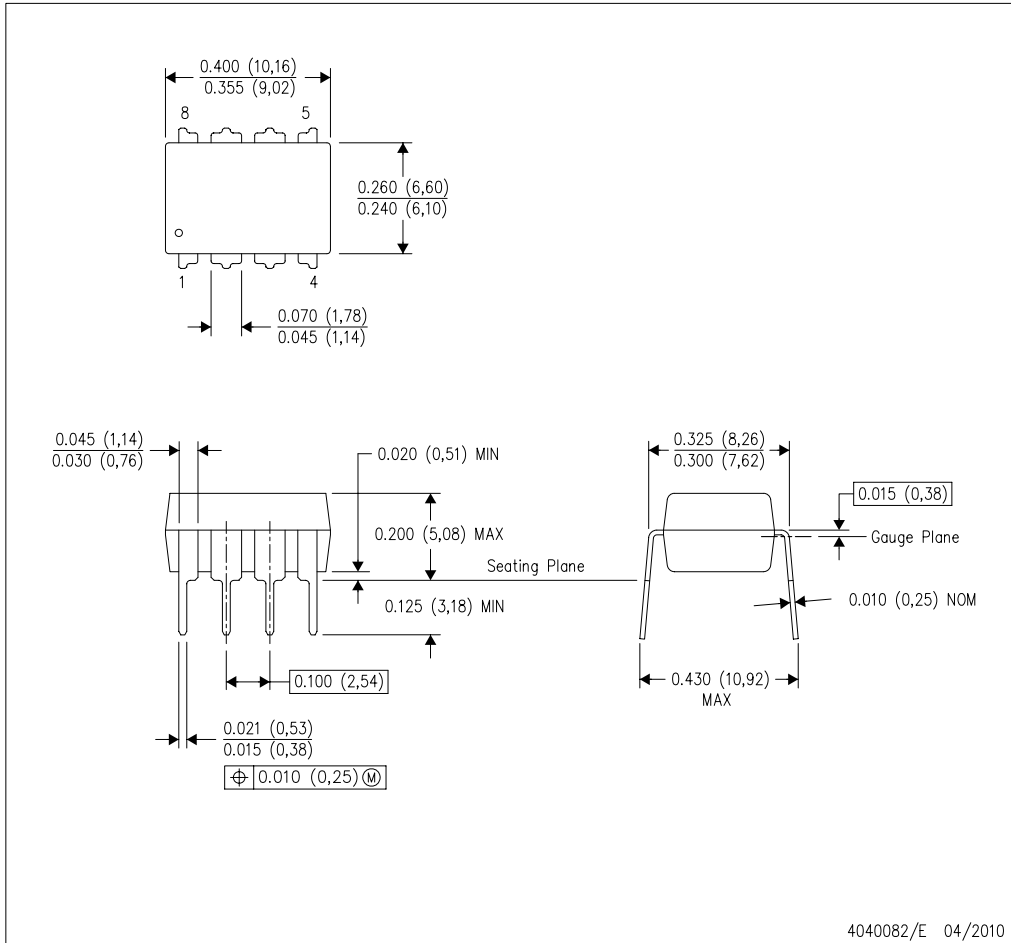 0.400 (10,16)
0.355 (9,02)
8 5
0.260 (6,60)
0.240 (6,10)
1 4
0.070 (1,78)
0.045 (1,14)
0.045 (1,14)
0.030 (0,76)
0.020 (0,51) MIN
0.200 (5,08) MAX
Seating Plane
0.125 (3,18) MIN
0.100 (2,54)
0.021 (0,53)
0.015 (0,38)
⌖ 0.010 (0,25) Ⓜ
0.325 (8,26)
0.300 (7,62)
0.015 (0,38)
Gauge Plane
0.010 (0,25) NOM
0.430 (10,92)
MAX
4040082/E 04/2010